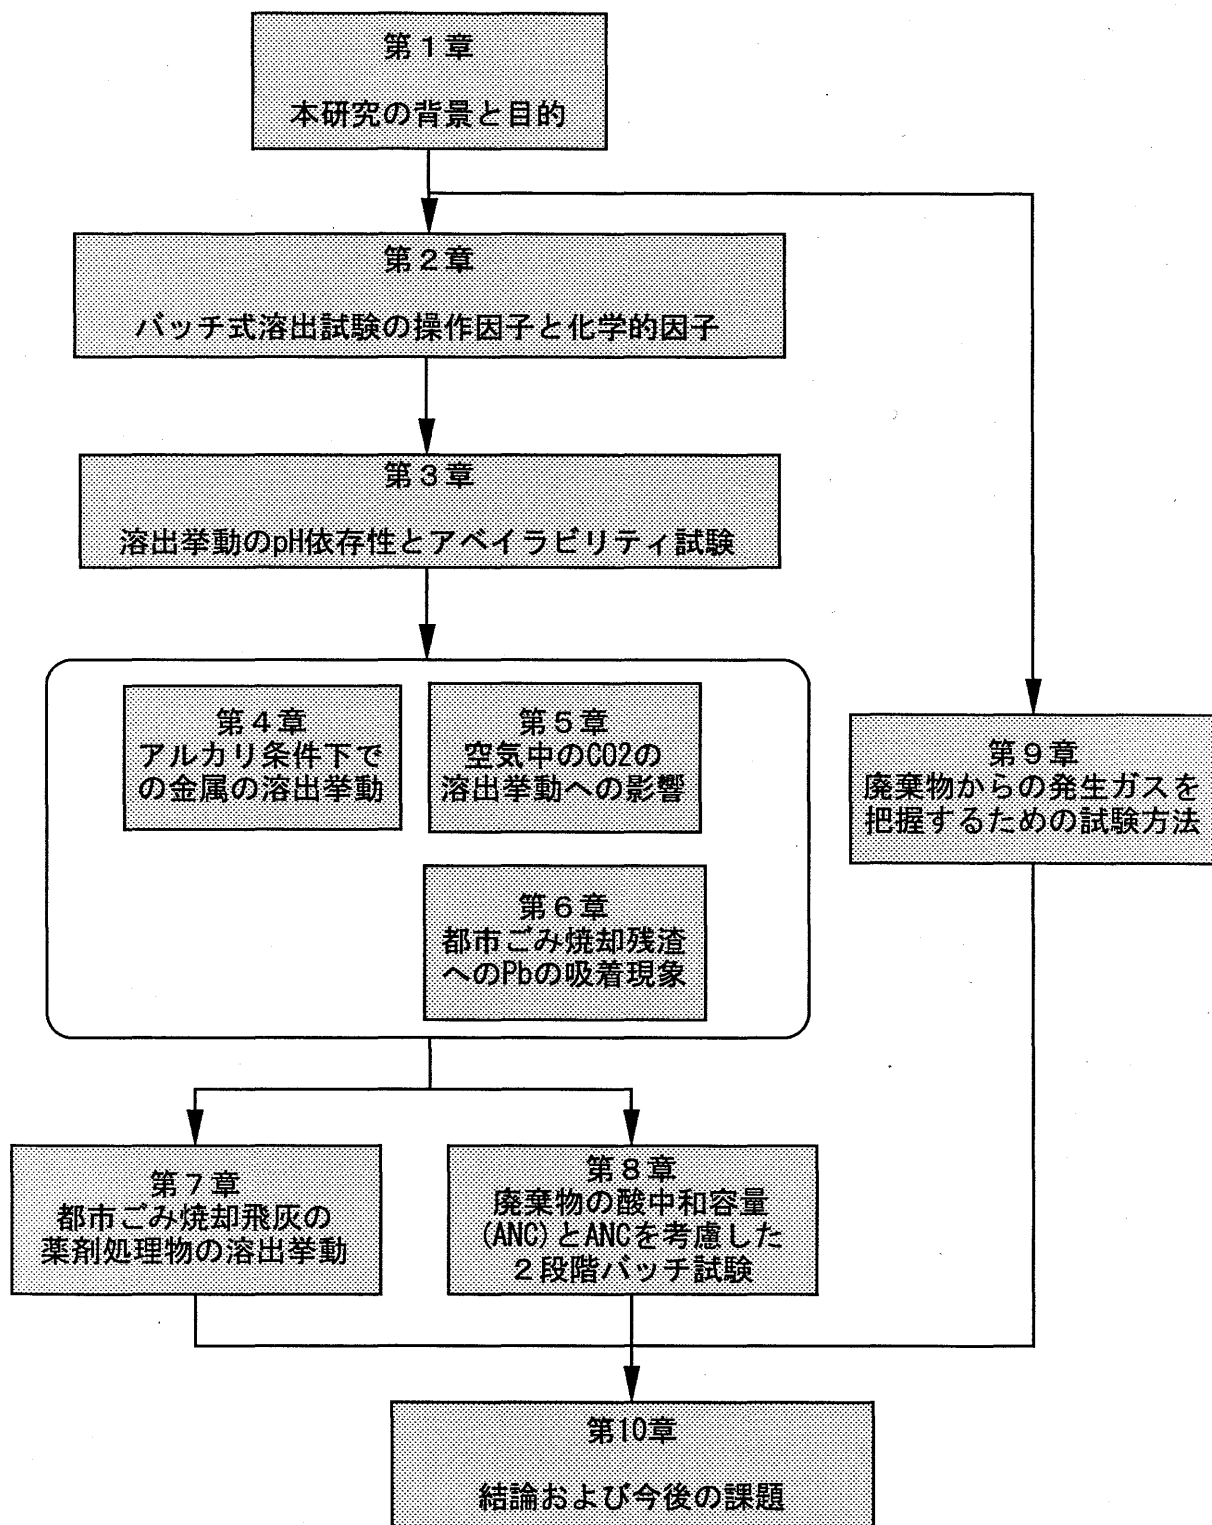 第1章
本研究の背景と目的
第2章
バッチ式溶出試験の操作因子と化学的因子
第3章
溶出挙動のpH依存性とアベイラビリティ試験
第4章
アルカリ条件下で
の金属の溶出挙動
第5章
空気中のCO2の
溶出挙動への影響
第6章
都市ごみ焼却残渣
へのPbの吸着現象
第9章
廃棄物からの発生ガスを
把握するための試験方法
第7章
都市ごみ焼却飛灰の
薬剤処理物の溶出挙動
第8章
廃棄物の酸中和容量
(ANC)とANCを考慮した
2段階バッチ試験
第10章
結論および今後の課題